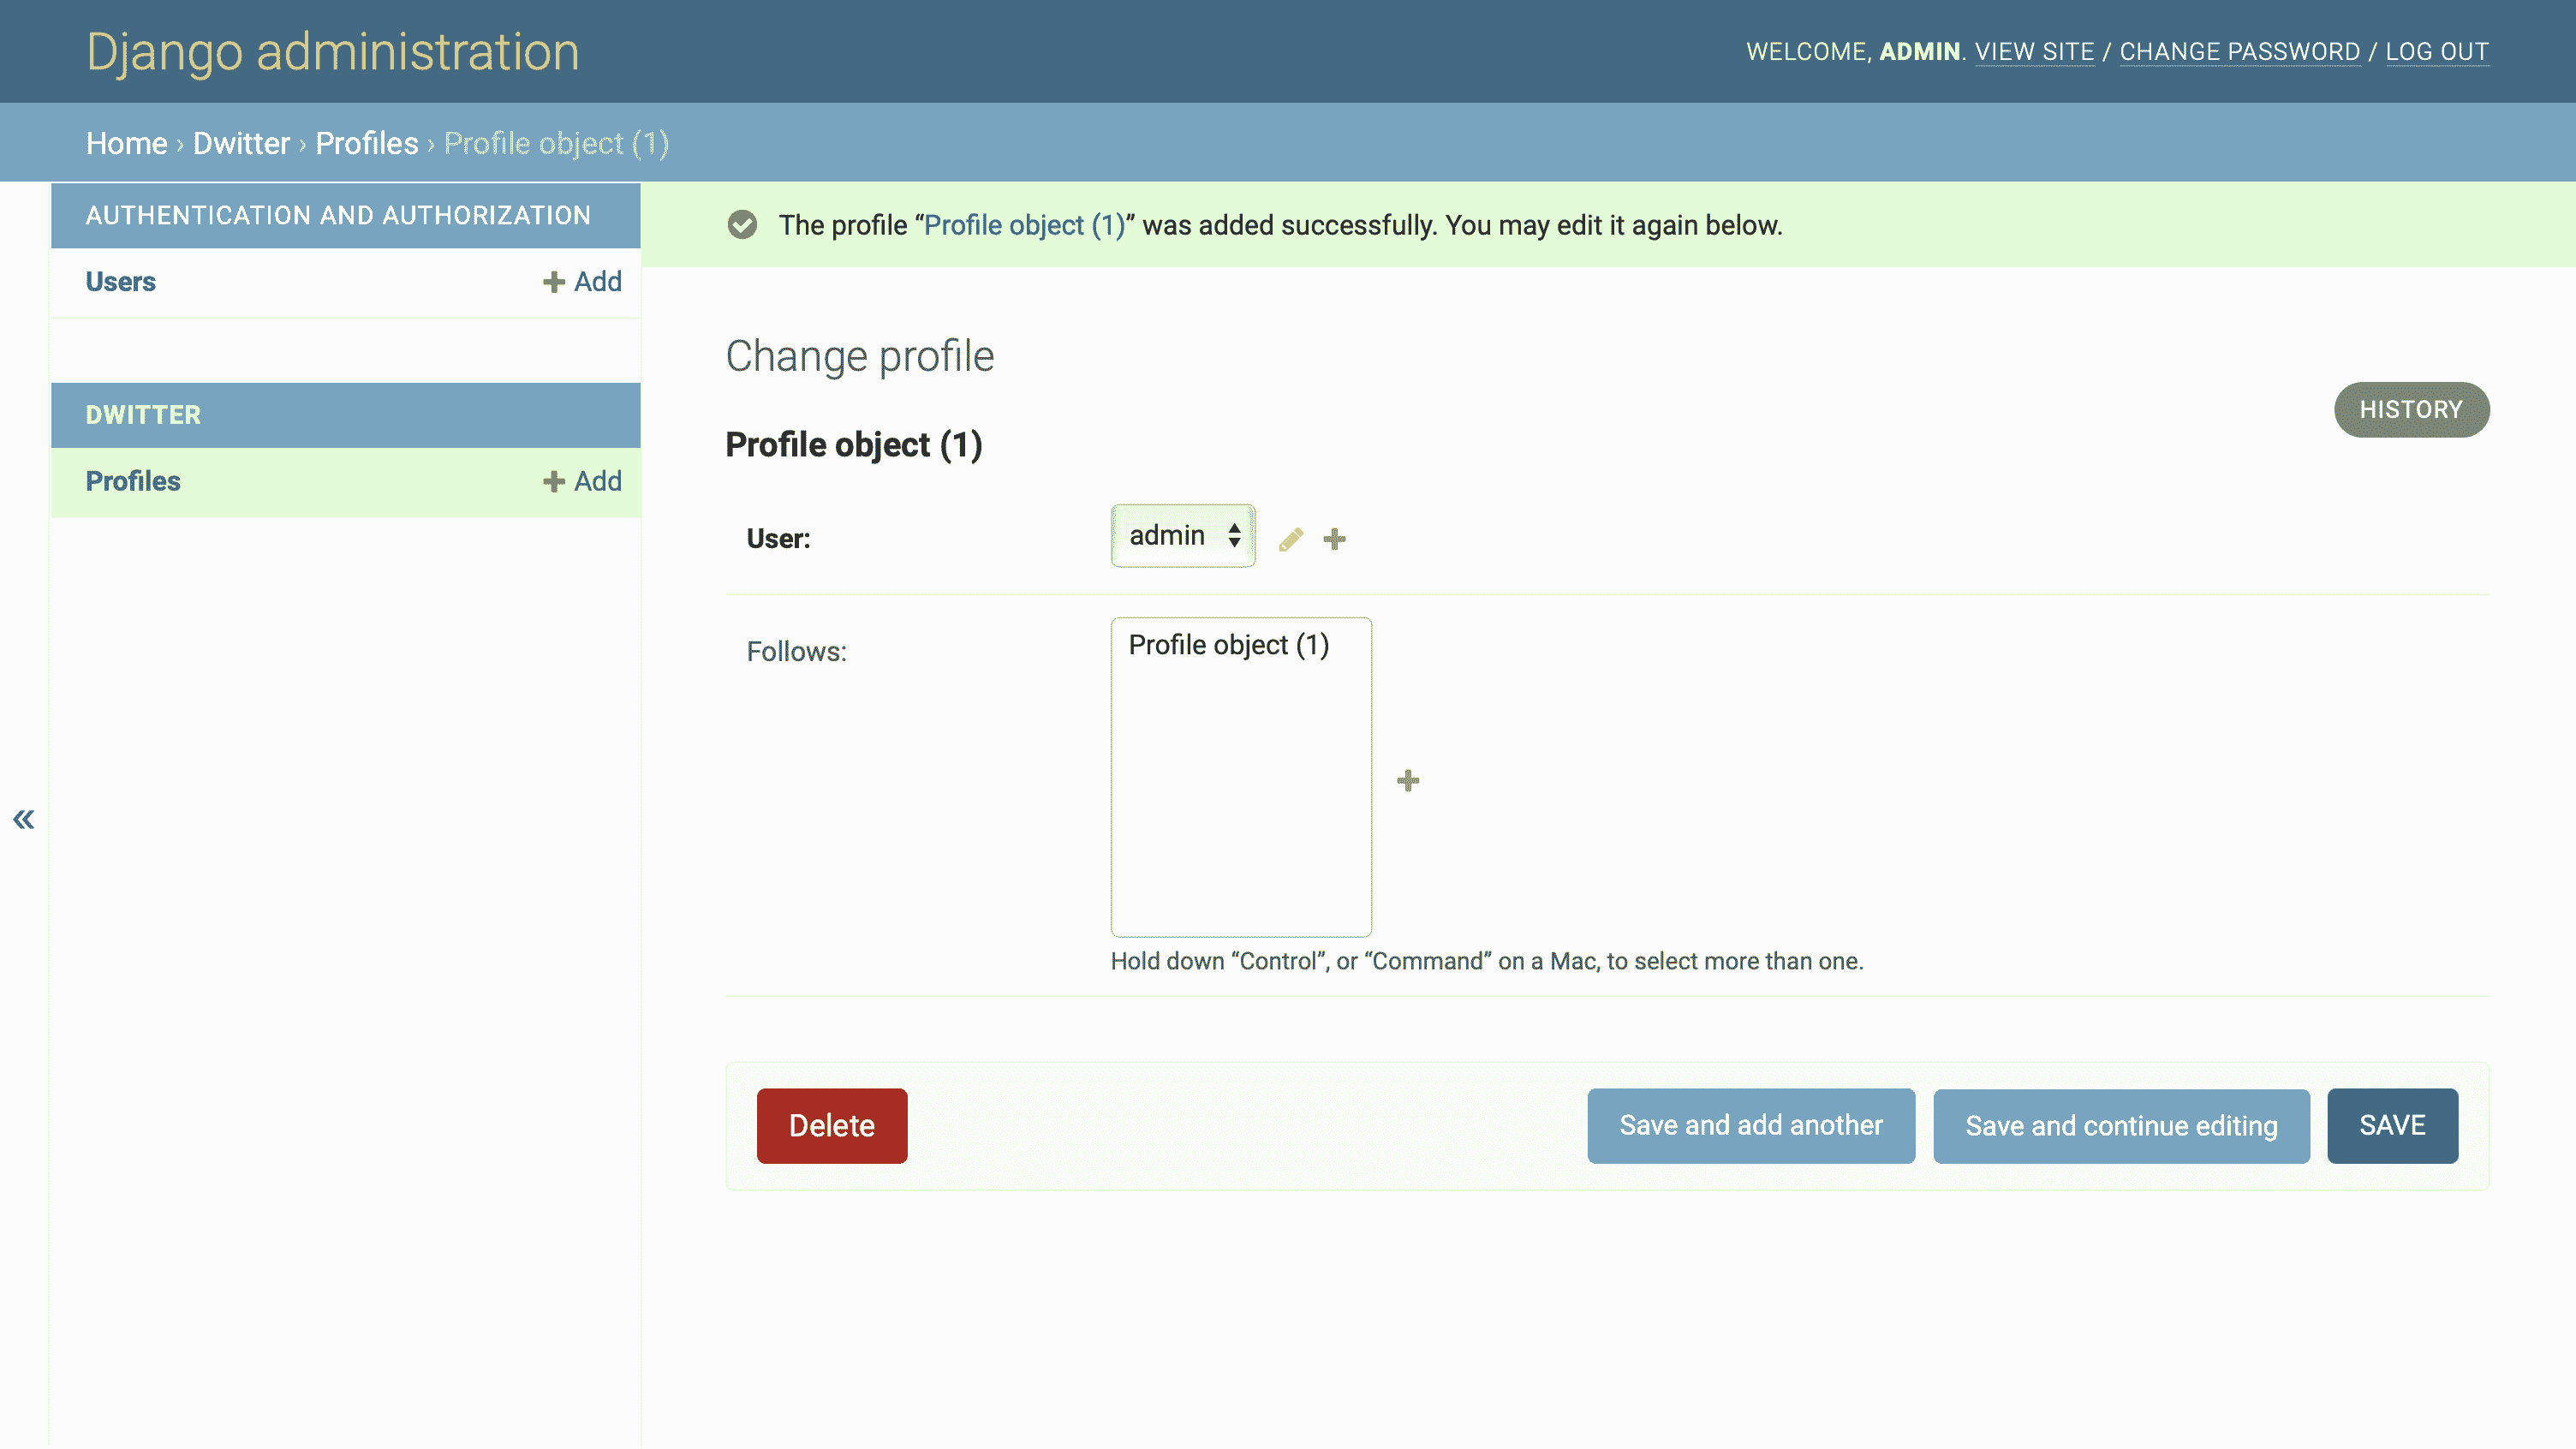 Django administration
WELCOME, ADMIN. VIEW SITE / CHANGE PASSWORD / LOG OUT
Home › Dwitter › Profiles › Profile object (1)
AUTHENTICATION AND AUTHORIZATION
Users
Add
DWITTER
Profiles
Add
«
The profile “Profile object (1)” was added successfully. You may edit it again below.
Change profile
HISTORY
Profile object (1)
User:
admin
Follows:
Profile object (1)
Hold down “Control”, or “Command” on a Mac, to select more than one.
Delete
Save and add another
Save and continue editing
SAVE